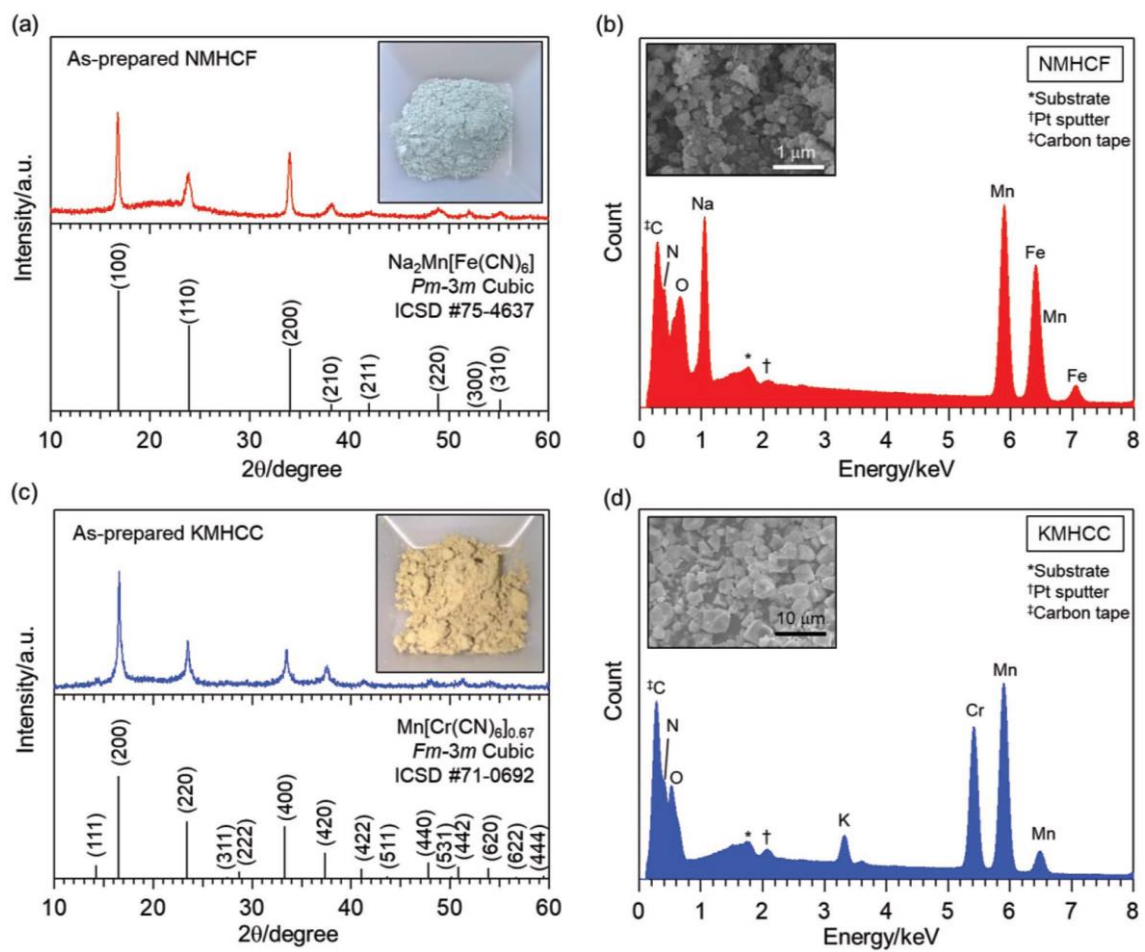 (a)
As-prepared NMHCF
Intensity/a.u.
Na₂Mn[Fe(CN)₆]
Pm-3m Cubic
ICSD #75-4637
(100)
(110)
(200)
(210)
(211)
(220)
(300)
(310)
10 20 30 40 50 60
2θ/degree
(b)
1 μm
NMHCF
*Substrate
†Pt sputter
‡Carbon tape
Count
‡C
N
O
Na
*
†
Mn
Fe
Mn
Fe
0 1 2 3 4 5 6 7 8
Energy/keV
(c)
As-prepared KMHCC
Intensity/a.u.
Mn[Cr(CN)₆]₀.₆₇
Fm-3m Cubic
ICSD #71-0692
(111)
(200)
(220)
(311)
(222)
(400)
(420)
(422)
(511)
(440)
(531)
(442)
(620)
(622)
(444)
10 20 30 40 50 60
2θ/degree
(d)
10 μm
KMHCC
*Substrate
†Pt sputter
‡Carbon tape
Count
‡C
N
O
*
†
K
Cr
Mn
Mn
0 1 2 3 4 5 6 7 8
Energy/keV